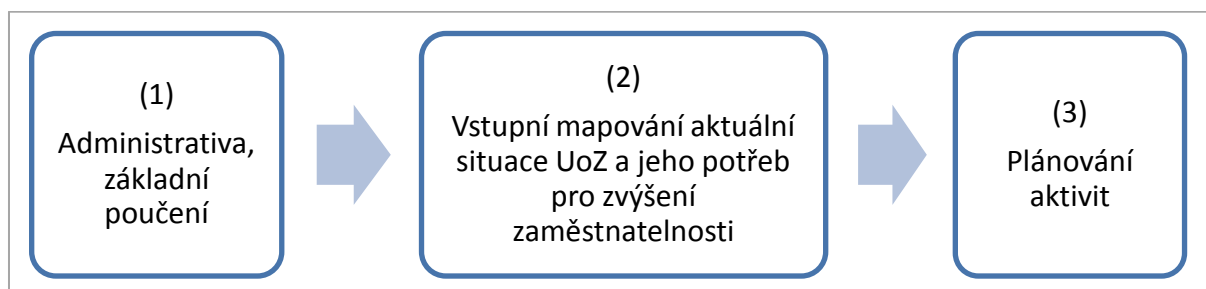 (1)
Administrativa,
základní
poučení
(2)
Vstupní mapování aktuální
situace UoZ a jeho potřeb
pro zvýšení
zaměstnatelnosti
(3)
Plánování
aktivit